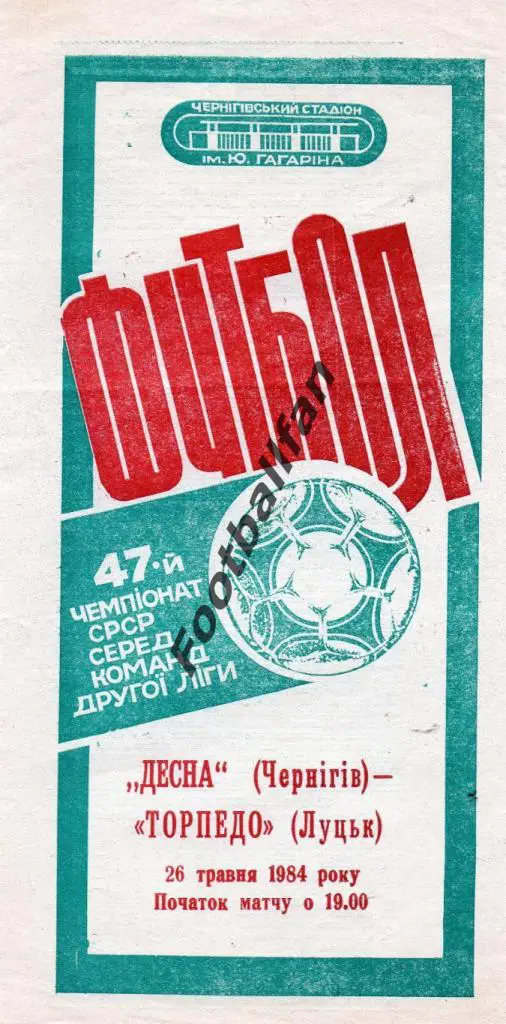 ЧЕРНІГІВСЬКИЙ СТАДІОН
ІМ. Ю. ГАГАРІНА
ФУТБОЛ
47-й
ЧЕМПІОНАТ
СРСР
СЕРЕД
КОМАНД
ДРУГОЇ ЛІГИ
Footballfan
„ДЕСНА“ (Чернігів)—
«ТОРПЕДО» (Луцьк)
26 травня 1984 року
Початок матчу о 19.00